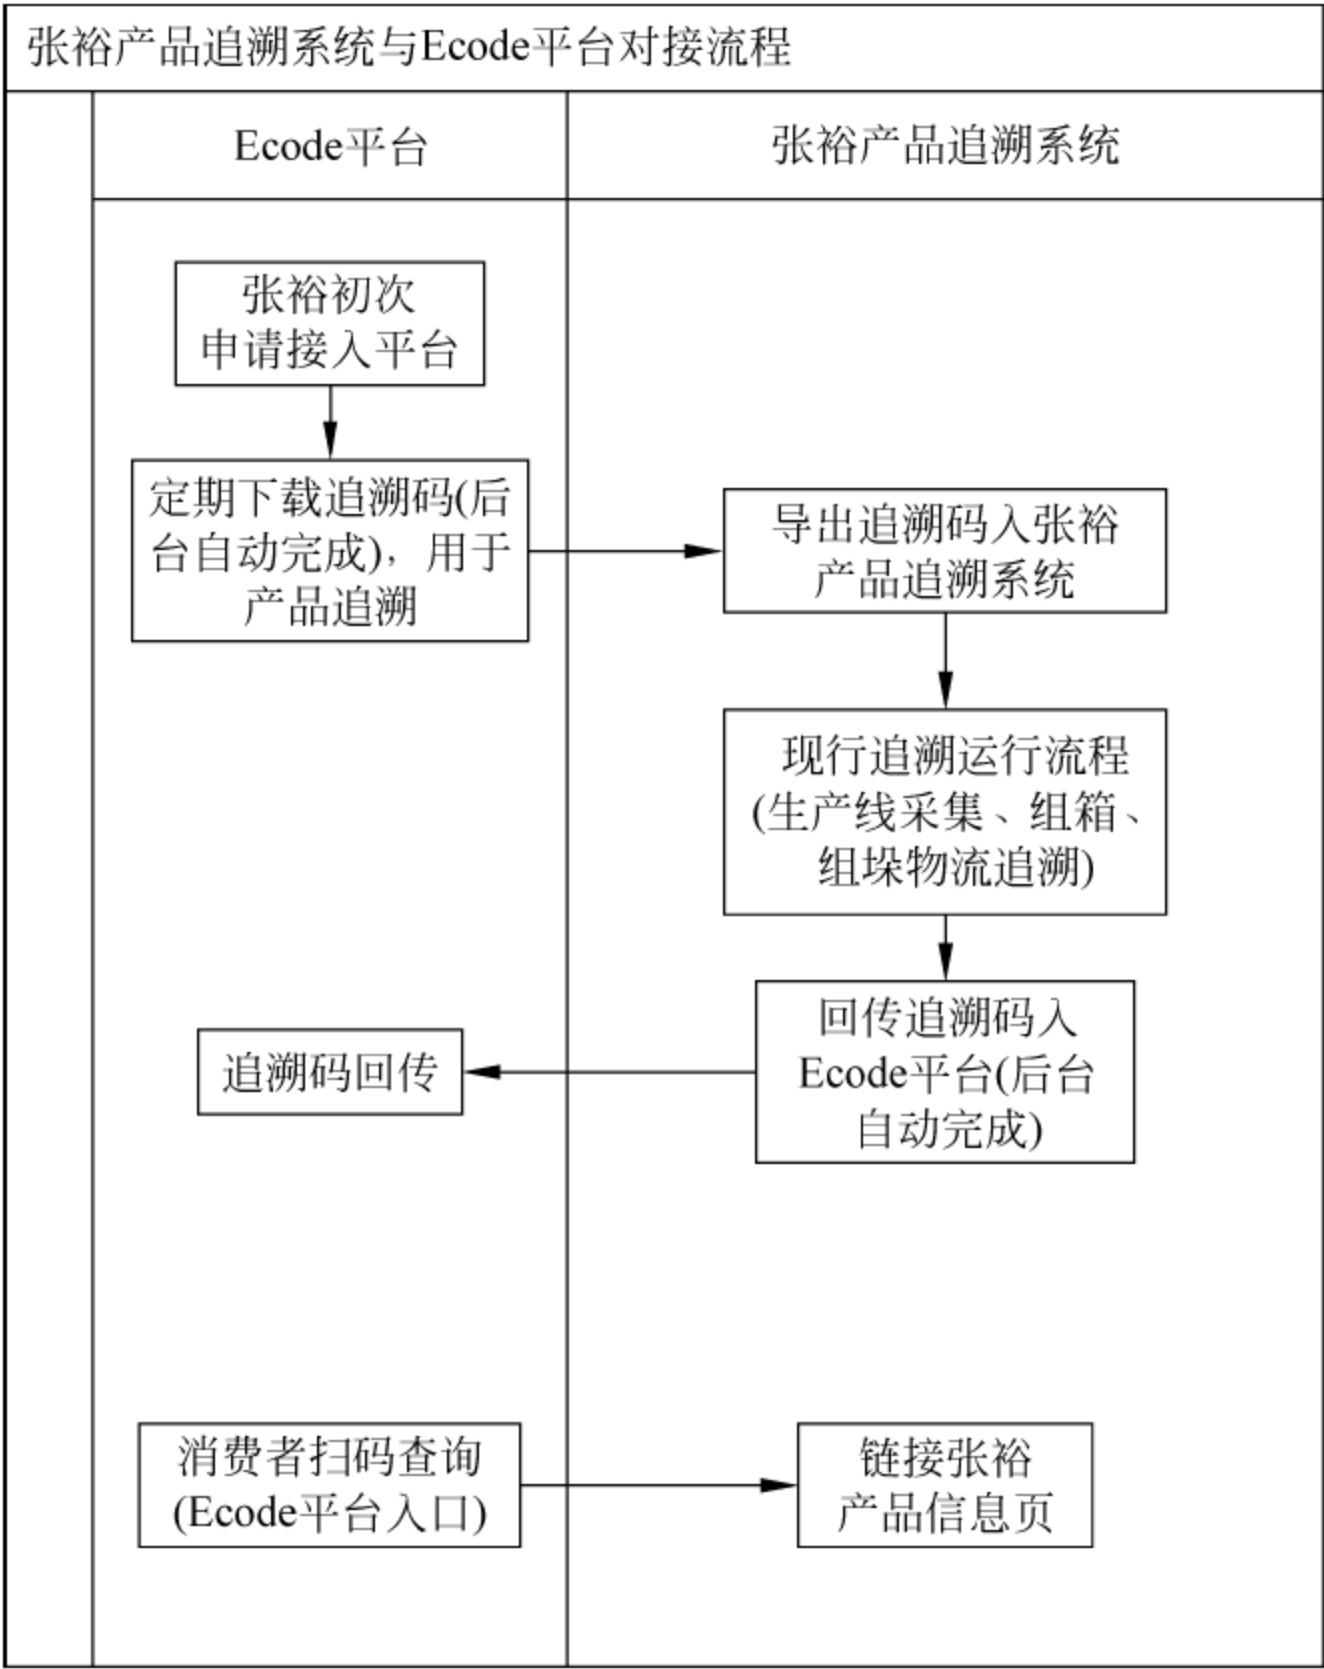 张裕产品追溯系统与Ecode平台对接流程
Ecode平台
张裕产品追溯系统
张裕初次
申请接入平台
定期下载追溯码(后
台自动完成)，用于
产品追溯
导出追溯码入张裕
产品追溯系统
现行追溯运行流程
(生产线采集、组箱、
组垛物流追溯)
回传追溯码入
Ecode平台(后台
自动完成)
追溯码回传
消费者扫码查询
(Ecode平台入口)
链接张裕
产品信息页